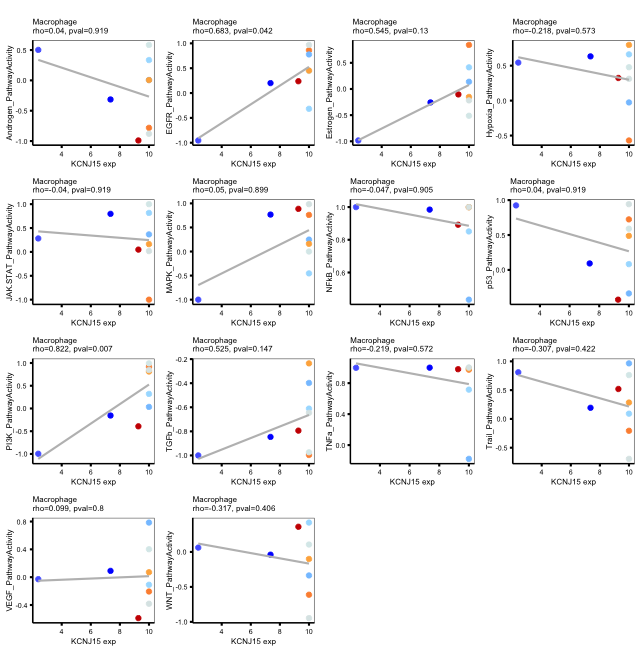 Macrophage
rho=0.04, pval=0.919
Androgen_PathwayActivity
0.5
0.0
-0.5
-1.0
4 6 8 10
KCNJ15 exp
Macrophage
rho=0.683, pval=0.042
EGFR_PathwayActivity
1.0
0.5
0.0
-0.5
-1.0
4 6 8 10
KCNJ15 exp
Macrophage
rho=0.545, pval=0.13
Estrogen_PathwayActivity
0.5
0.0
-0.5
-1.0
4 6 8 10
KCNJ15 exp
Macrophage
rho=-0.218, pval=0.573
Hypoxia_PathwayActivity
0.5
0.0
-0.5
4 6 8 10
KCNJ15 exp
Macrophage
rho=-0.04, pval=0.919
JAK.STAT_PathwayActivity
1.0
0.5
0.0
-0.5
-1.0
4 6 8 10
KCNJ15 exp
Macrophage
rho=0.05, pval=0.899
MAPK_PathwayActivity
1.0
0.5
0.0
-0.5
-1.0
4 6 8 10
KCNJ15 exp
Macrophage
rho=-0.047, pval=0.905
NFkB_PathwayActivity
1.0
0.8
0.6
4 6 8 10
KCNJ15 exp
Macrophage
rho=0.04, pval=0.919
p53_PathwayActivity
1.0
0.5
0.0
4 6 8 10
KCNJ15 exp
Macrophage
rho=0.822, pval=0.007
PI3K_PathwayActivity
1.0
0.5
0.0
-0.5
-1.0
4 6 8 10
KCNJ15 exp
Macrophage
rho=0.525, pval=0.147
TGFb_PathwayActivity
-0.2
-0.4
-0.6
-0.8
-1.0
4 6 8 10
KCNJ15 exp
Macrophage
rho=-0.219, pval=0.572
TNFa_PathwayActivity
0.8
0.4
0.0
4 6 8 10
KCNJ15 exp
Macrophage
rho=-0.307, pval=0.422
Trail_PathwayActivity
1.0
0.5
0.0
-0.5
4 6 8 10
KCNJ15 exp
Macrophage
rho=0.099, pval=0.8
VEGF_PathwayActivity
0.8
0.4
0.0
-0.4
4 6 8 10
KCNJ15 exp
Macrophage
rho=-0.317, pval=0.406
WNT_PathwayActivity
0.5
0.0
-0.5
-1.0
4 6 8 10
KCNJ15 exp